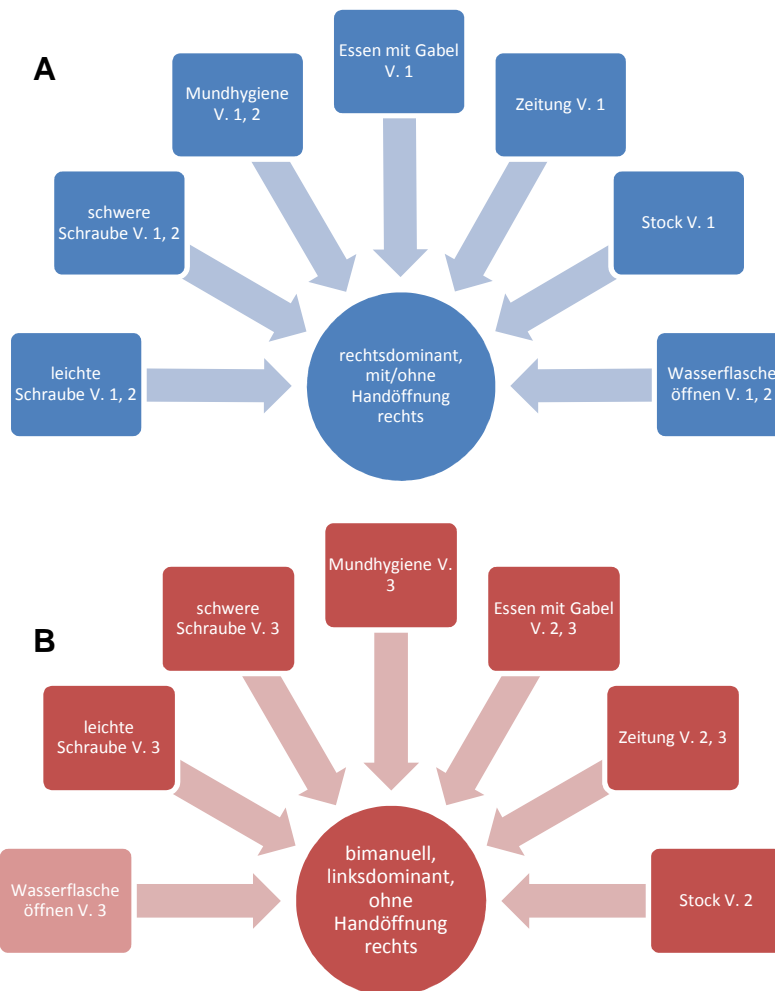 A
Essen mit Gabel
V. 1
Mundhygiene
V. 1, 2
Zeitung V. 1
schwere
Schraube V. 1, 2
Stock V. 1
leichte
Schraube V. 1, 2
rechtsdominant,
mit/ohne
Handöffnung
rechts
Wasserflasche
öffnen V. 1, 2
B
Mundhygiene V.
3
schwere
Schraube V. 3
Essen mit Gabel
V. 2, 3
leichte
Schraube V. 3
Zeitung V. 2, 3
Wasserflasche
öffnen V. 3
bimanuell,
linksdominant,
ohne
Handöffnung
rechts
Stock V. 2